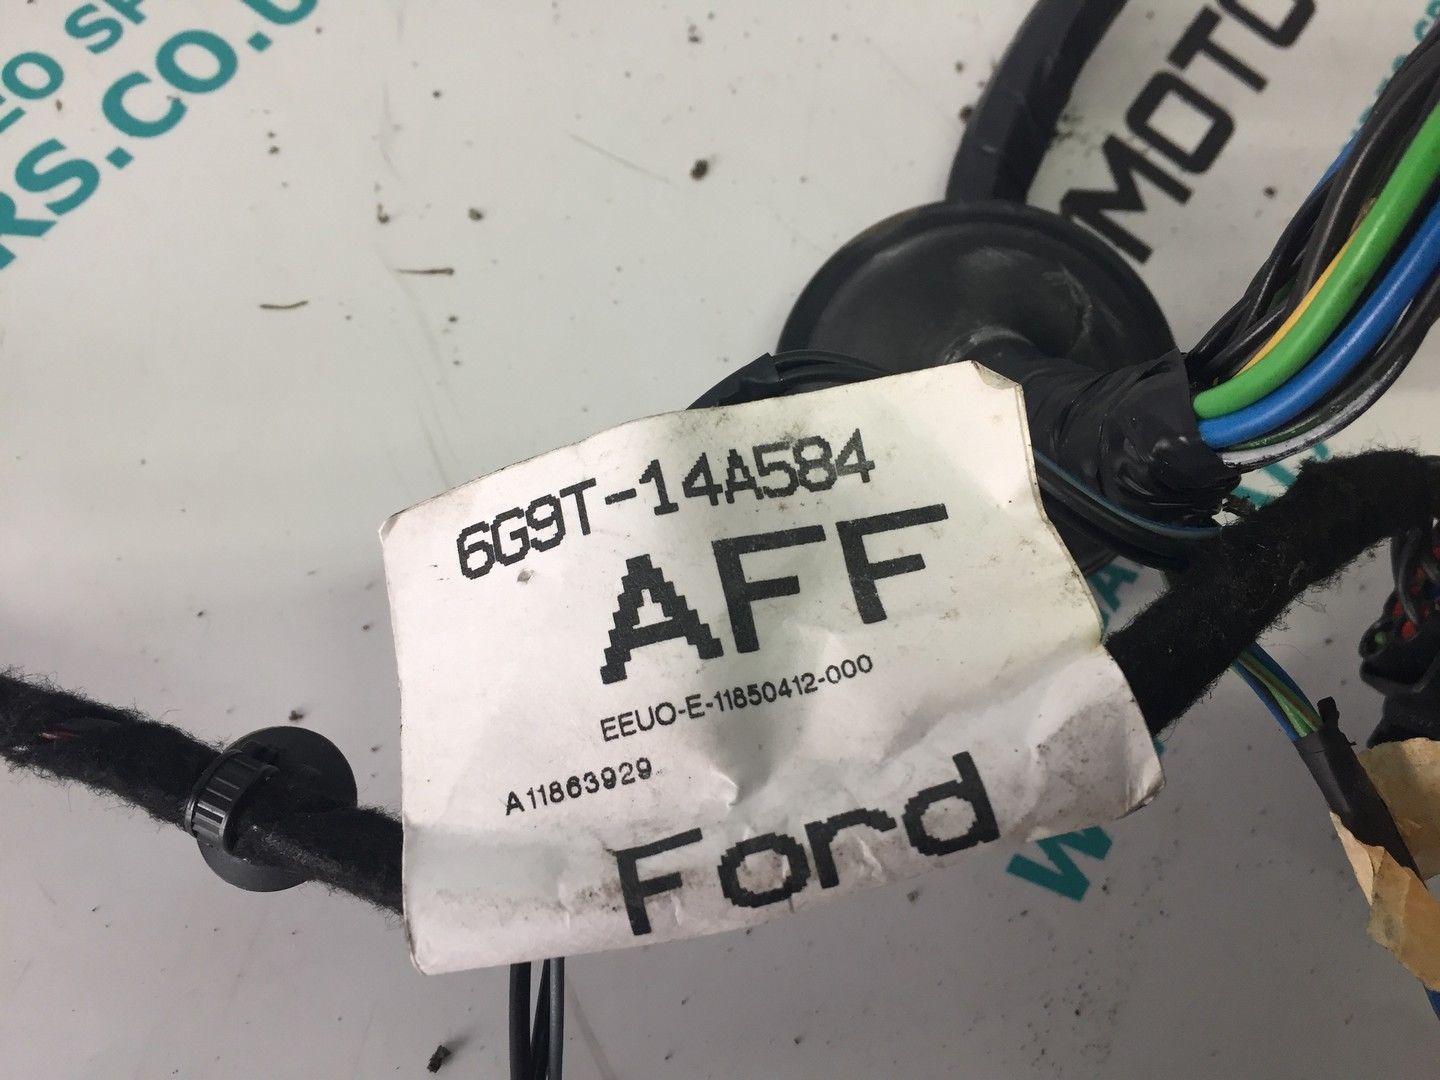 RS.CO.U
MOTO
6G9T-14A584
AFF
EEUO-E-11850412-000
A11863929
Ford